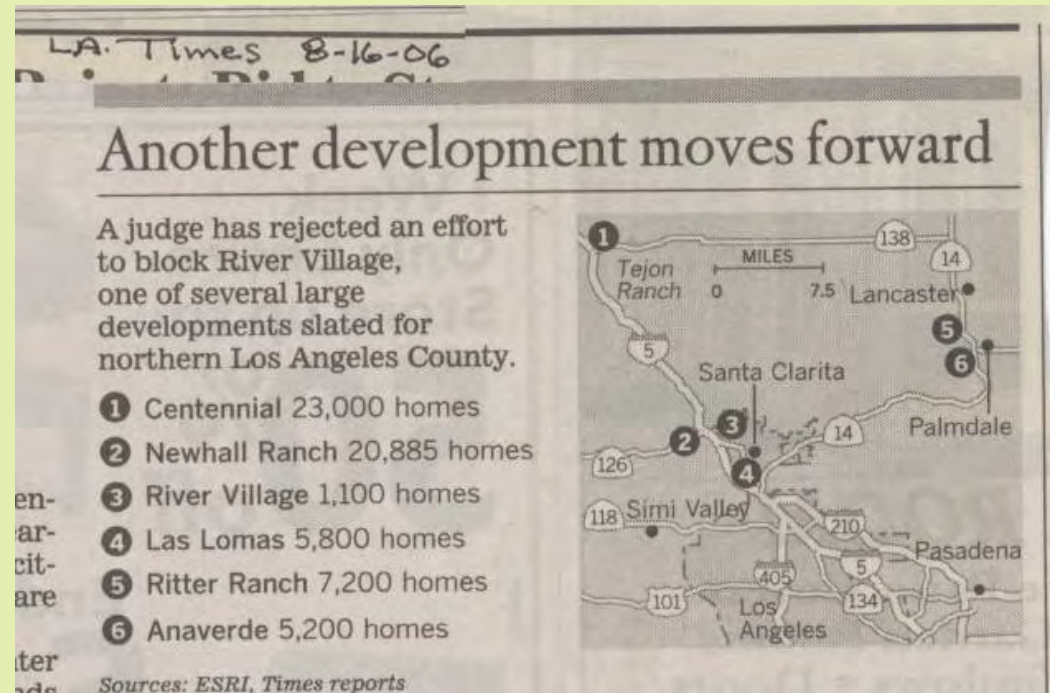 L.A. Times 8-16-06
Another development moves forward
A judge has rejected an effort
to block River Village,
one of several large
developments slated for
northern Los Angeles County.
1 Centennial 23,000 homes
2 Newhall Ranch 20,885 homes
3 River Village 1,100 homes
4 Las Lomas 5,800 homes
5 Ritter Ranch 7,200 homes
6 Anaverde 5,200 homes
Sources: ESRI, Times reports
1
138
14
Tejon
Ranch
MILES
0 7.5
Lancaster
5
5
6
Santa Clarita
Palmdale
3
2
14
126
4
118 Simi Valley
210
Pasadena
405
5
101
134
Los
Angeles
en-
ar-
cit-
are
ter